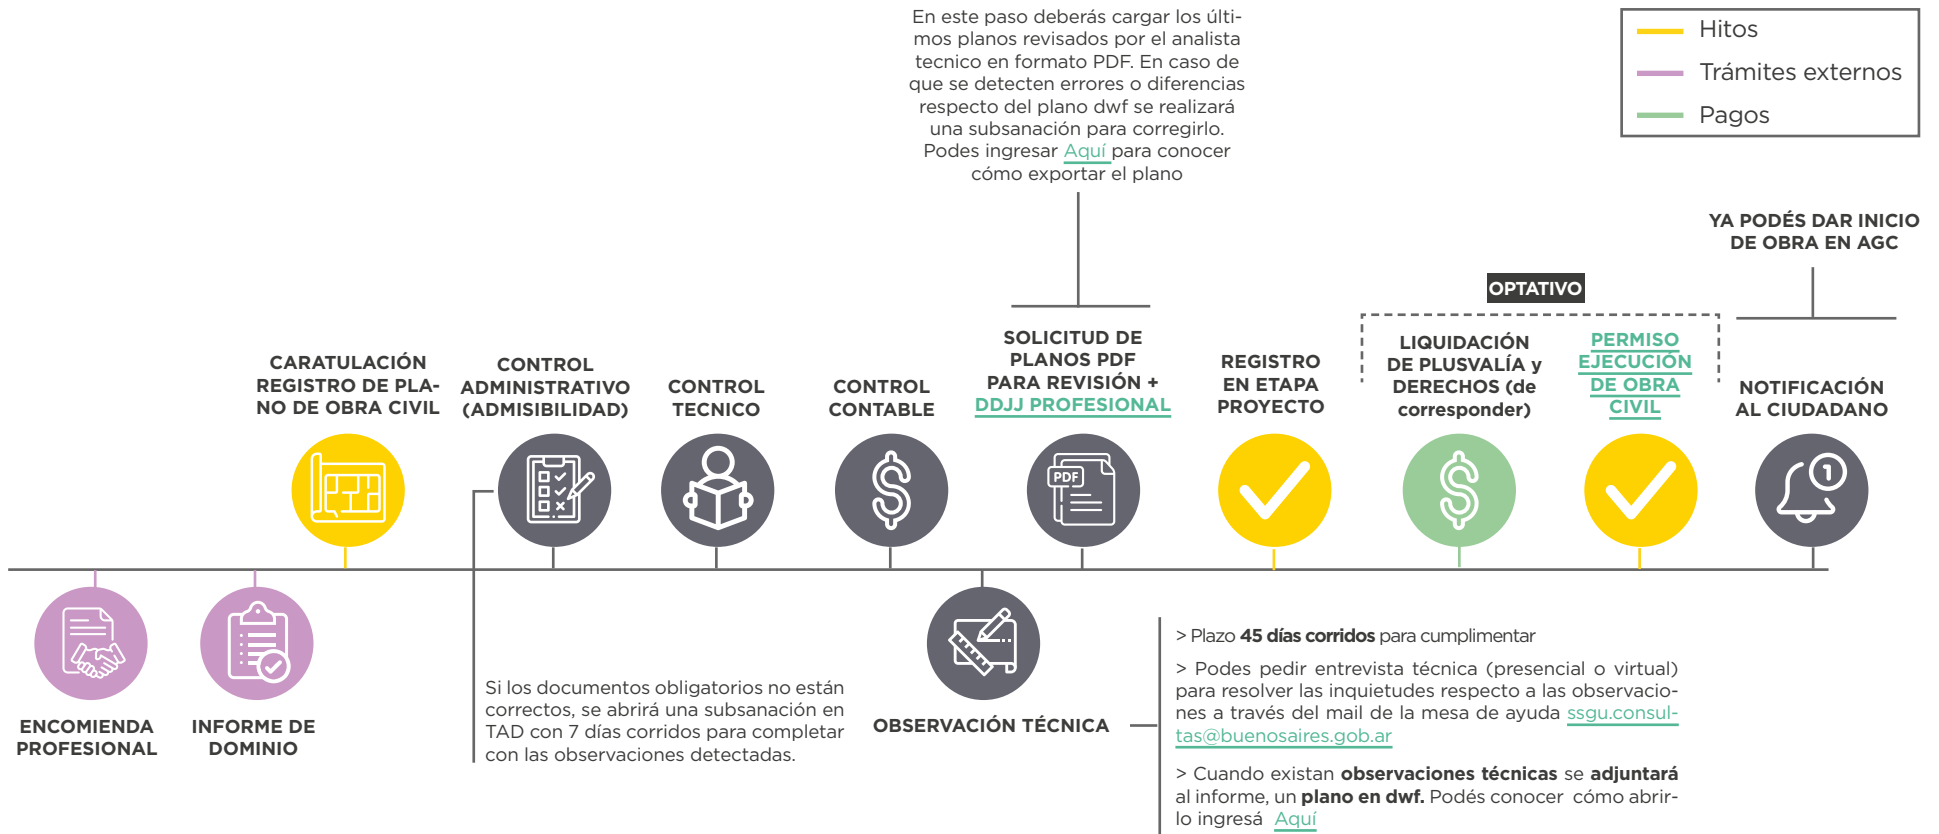 En este paso deberás cargar los últi-
mos planos revisados por el analista
tecnico en formato PDF. En caso de
que se detecten errores o diferencias
respecto del plano dwf se realizará
una subsanación para corregirlo.
Podes ingresar Aquí para conocer
cómo exportar el plano
Hitos
Trámites externos
Pagos
YA PODÉS DAR INICIO
DE OBRA EN AGC
OPTATIVO
CARATULACIÓN
REGISTRO DE PLA-
NO DE OBRA CIVIL
CONTROL
ADMINISTRATIVO
(ADMISIBILIDAD)
CONTROL
TECNICO
CONTROL
CONTABLE
SOLICITUD DE
PLANOS PDF
PARA REVISIÓN +
DDJJ PROFESIONAL
REGISTRO
EN ETAPA
PROYECTO
LIQUIDACIÓN
DE PLUSVALÍA y
DERECHOS (de
corresponder)
PERMISO
EJECUCIÓN
DE OBRA
CIVIL
NOTIFICACIÓN
AL CIUDADANO
PDF
1
ENCOMIENDA
PROFESIONAL
INFORME DE
DOMINIO
Si los documentos obligatorios no están
correctos, se abrirá una subsanación en
TAD con 7 días corridos para completar
con las observaciones detectadas.
OBSERVACIÓN TÉCNICA
> Plazo 45 días corridos para cumplimentar
> Podes pedir entrevista técnica (presencial o virtual)
para resolver las inquietudes respecto a las observacio-
nes a través del mail de la mesa de ayuda ssgu.consul-
tas@buenosaires.gob.ar
> Cuando existan observaciones técnicas se adjuntará
al informe, un plano en dwf. Podés conocer cómo abrir-
lo ingresá Aquí